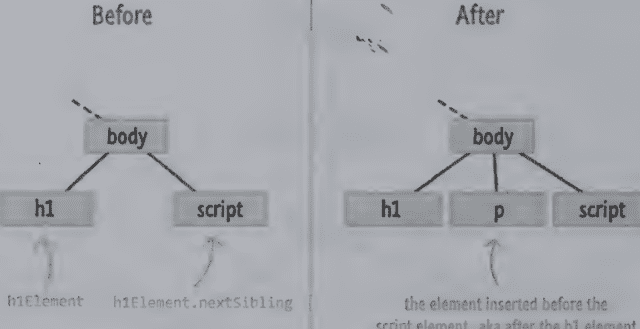 Before
body
h1
script
h1Element
h1Element.nextSibling
After
body
h1
p
script
the element inserted before the
script element, aka after the h1 element